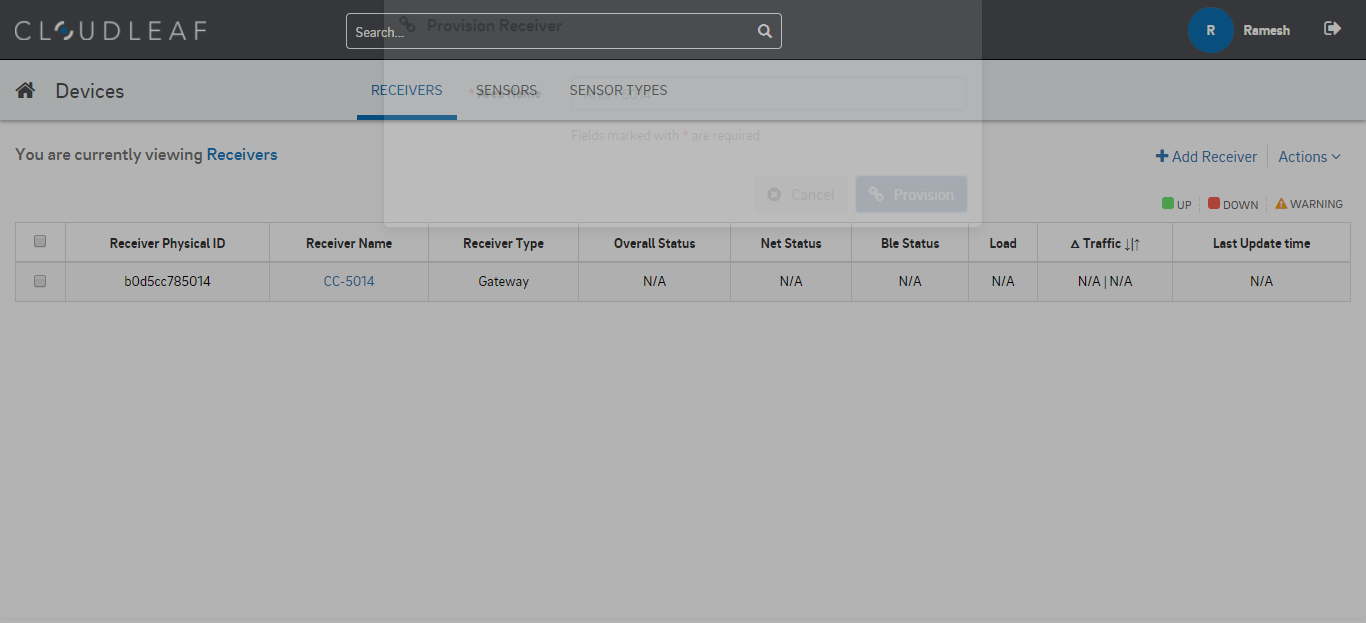 CLOUDLEAF
Search...
Provision Receiver
R
Ramesh
Devices
RECEIVERS
SENSORS
SENSOR TYPES
Fields marked with * are required
You are currently viewing Receivers
Add Receiver
Actions
Cancel
Provision
UP
DOWN
WARNING
Receiver Physical ID Receiver Name Receiver Type Overall Status Net Status Ble Status Load Δ Traffic ↓|↑ Last Update time
b0d5cc785014 CC-5014 Gateway N/A N/A N/A N/A N/A | N/A N/A